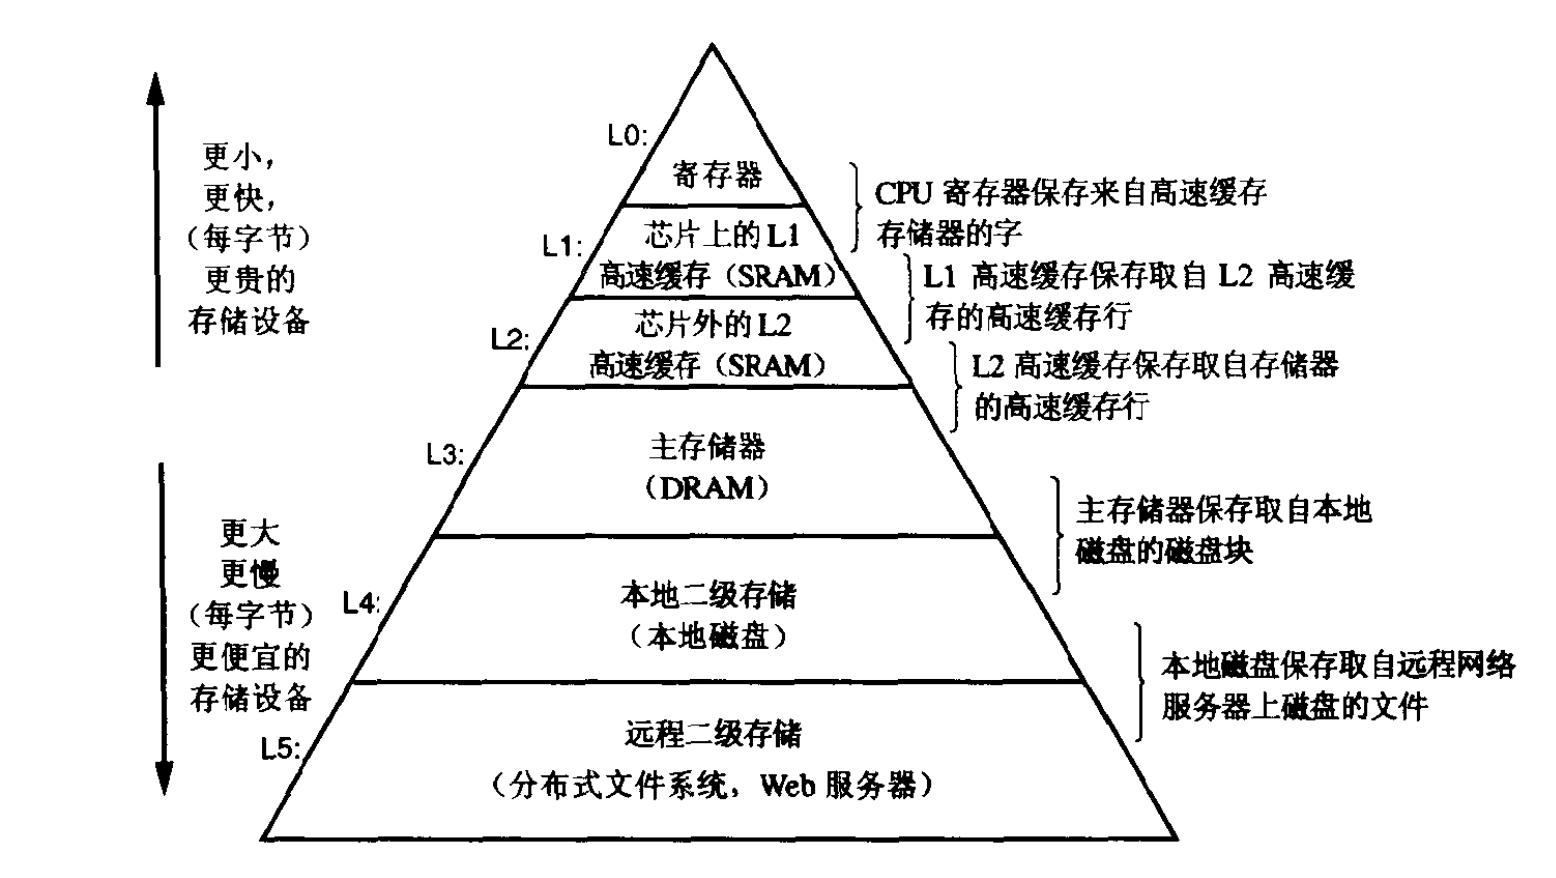 更小，
更快，
（每字节）
更贵的
存储设备
更大
更慢
（每字节）
更便宜的
存储设备
L0:
寄存器
L1:
芯片上的 L1
高速缓存（SRAM）
L2:
芯片外的 L2
高速缓存（SRAM）
L3:
主存储器
（DRAM）
L4:
本地二级存储
（本地磁盘）
L5:
远程二级存储
（分布式文件系统，Web 服务器）
CPU 寄存器保存来自高速缓存
存储器的字
L1 高速缓存保存取自 L2 高速缓
存的高速缓存行
L2 高速缓存保存取自存储器
的高速缓存行
主存储器保存取自本地
磁盘的磁盘块
本地磁盘保存取自远程网络
服务器上磁盘的文件